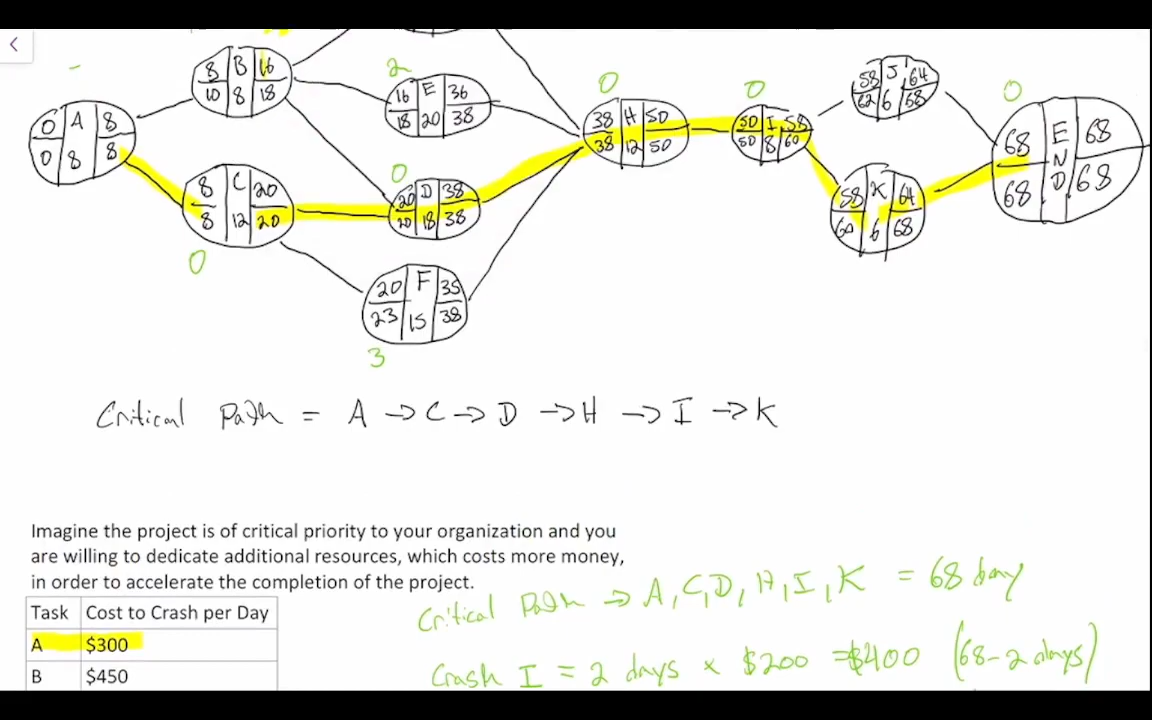 8 B 16
10 8 18
2
16 E 36
18 20 38
0 A 8
0 8 8
8 C 20
8 12 20
0
0
20 D 38
20 18 38
20 F 35
23 15 38
3
0
38 H 50
38 12 50
0
50 I 58
50 8 60
58 J 64
62 6 68
58 K 64
60 6 68
0
68 END 68
68 68
Critical Path = A → C → D → H → I → K
Imagine the project is of critical priority to your organization and you
are willing to dedicate additional resources, which costs more money,
in order to accelerate the completion of the project.
Task Cost to Crash per Day
A $300
B $450
Critical Path → A, C, D, H, I, K = 68 day
Crash I = 2 days x $200 = $400 (68-2 days)